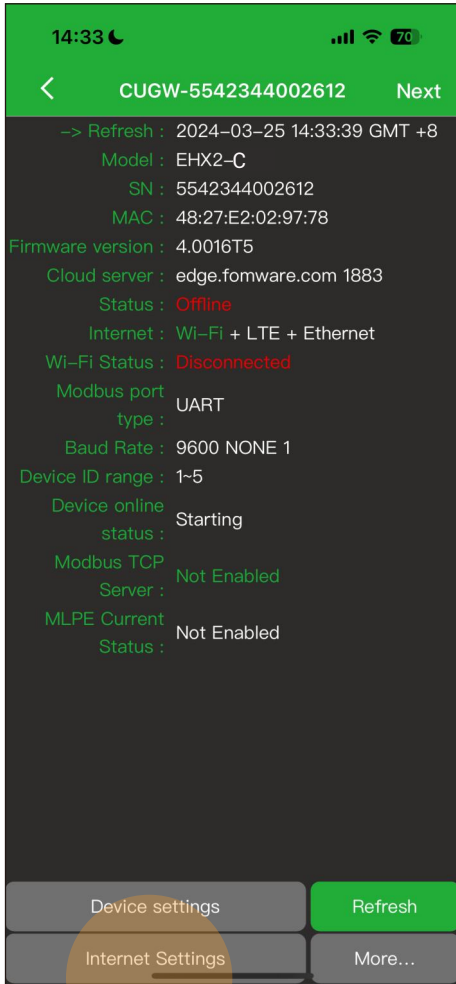 14:33
70
CUGW-5542344002612 Next
–> Refresh : 2024–03–25 14:33:39 GMT +8
Model : EHX2–C
SN : 5542344002612
MAC : 48:27:E2:02:97:78
Firmware version : 4.0016T5
Cloud server : edge.fomware.com 1883
Status : Offline
Internet : Wi–Fi + LTE + Ethernet
Wi–Fi Status : Disconnected
Modbus port
type : UART
Baud Rate : 9600 NONE 1
Device ID range : 1~5
Device online
status : Starting
Modbus TCP
Server : Not Enabled
MLPE Current
Status : Not Enabled
Device settings Refresh
Internet Settings More...